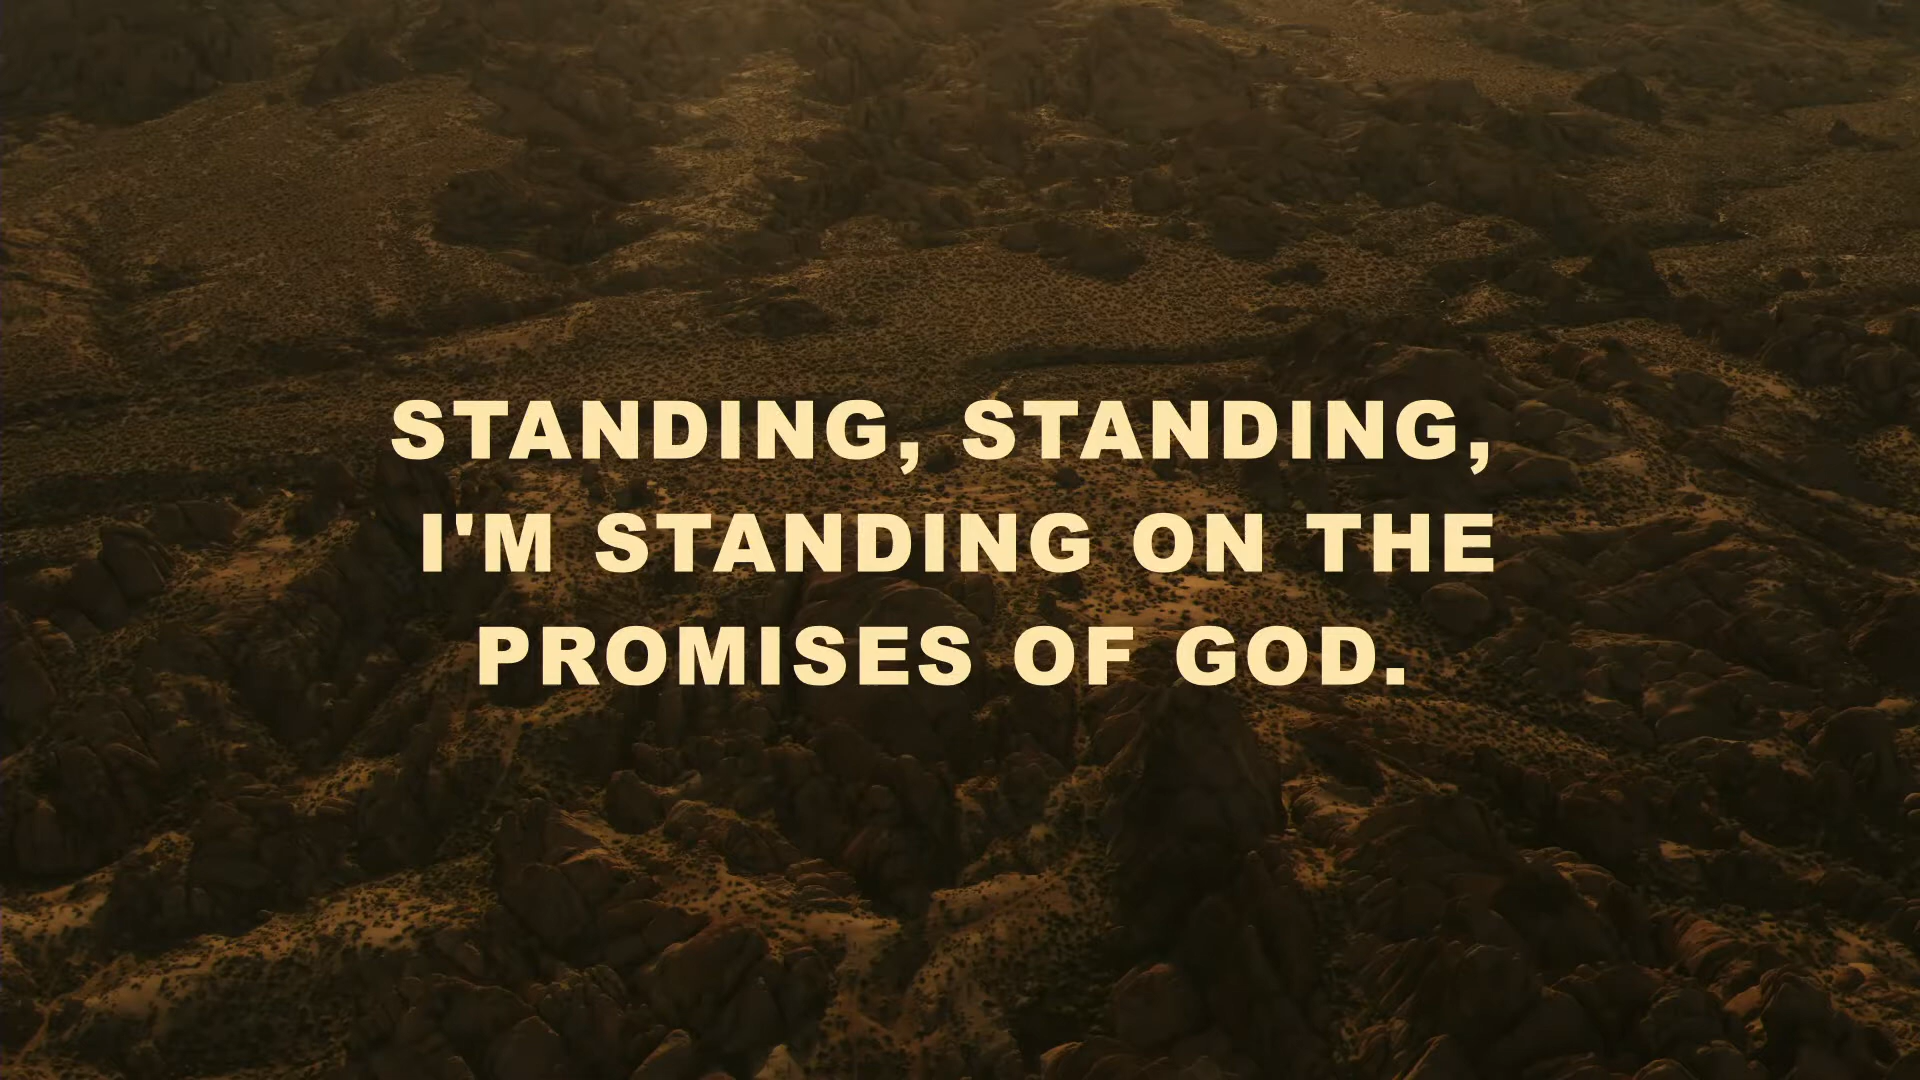 STANDING, STANDING,
I'M STANDING ON THE
PROMISES OF GOD.